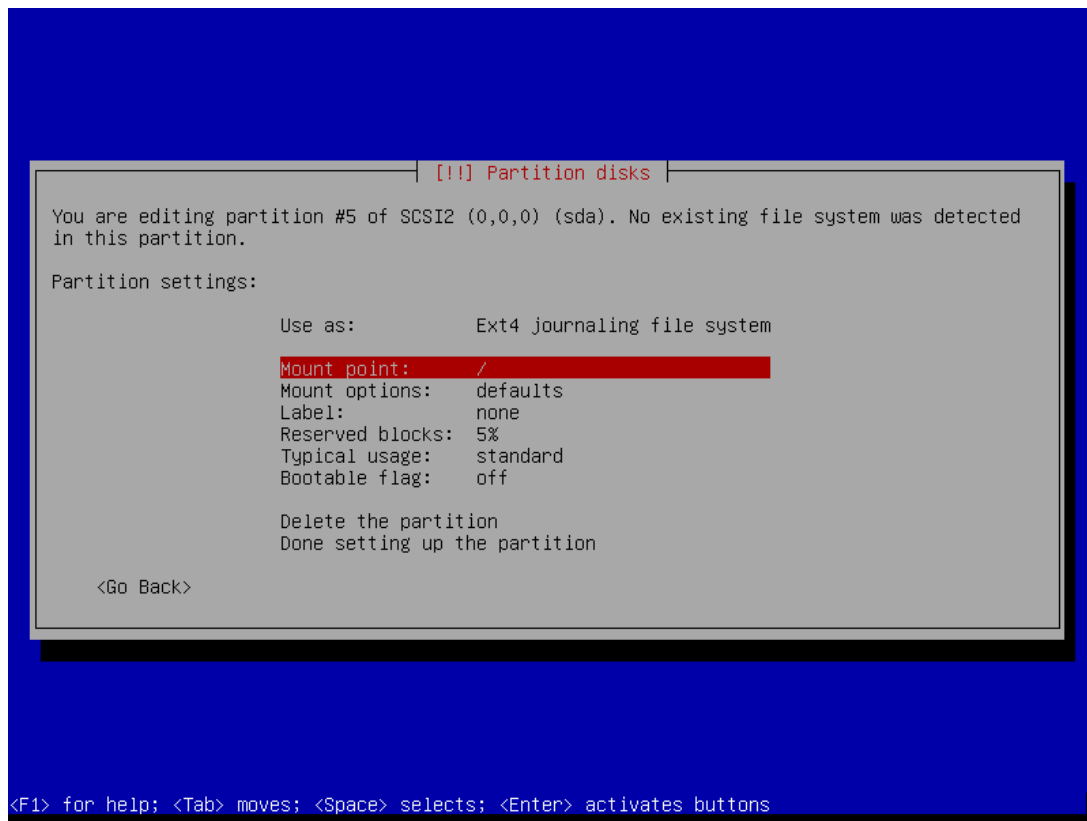 [!!] Partition disks
You are editing partition #5 of SCSI2 (0,0,0) (sda). No existing file system was detected
in this partition.
Partition settings:
Use as: Ext4 journaling file system
Mount point: /
Mount options: defaults
Label: none
Reserved blocks: 5%
Typical usage: standard
Bootable flag: off
Delete the partition
Done setting up the partition
<Go Back>
<F1> for help; <Tab> moves; <Space> selects; <Enter> activates buttons